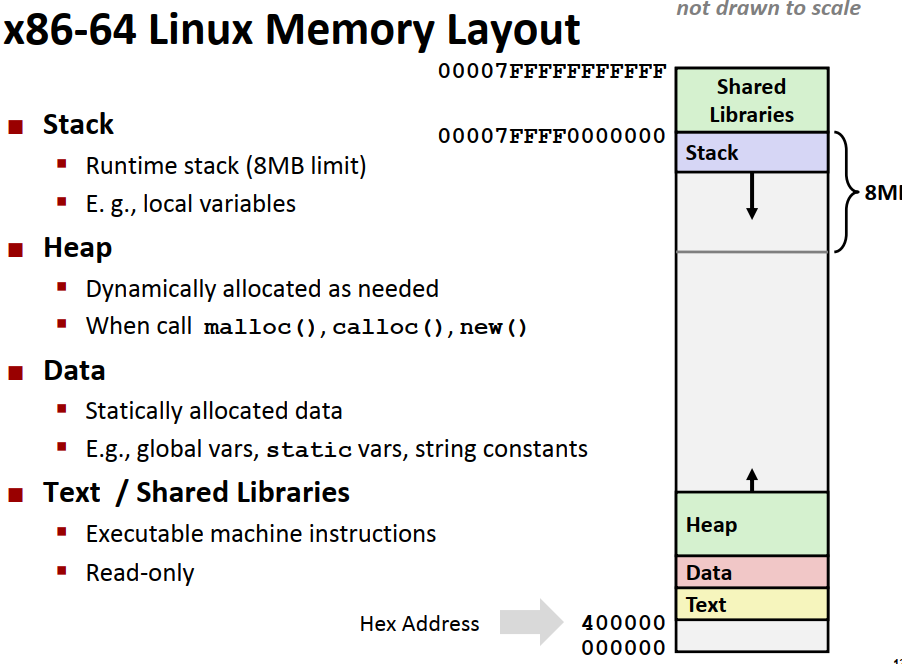 not drawn to scale
x86-64 Linux Memory Layout
Stack
Runtime stack (8MB limit)
E. g., local variables
Heap
Dynamically allocated as needed
When call malloc(), calloc(), new()
Data
Statically allocated data
E.g., global vars, static vars, string constants
Text / Shared Libraries
Executable machine instructions
Read-only
Hex Address
00007FFFFFFFFFFF
00007FFFF0000000
400000
000000
Shared
Libraries
Stack
Heap
Data
Text